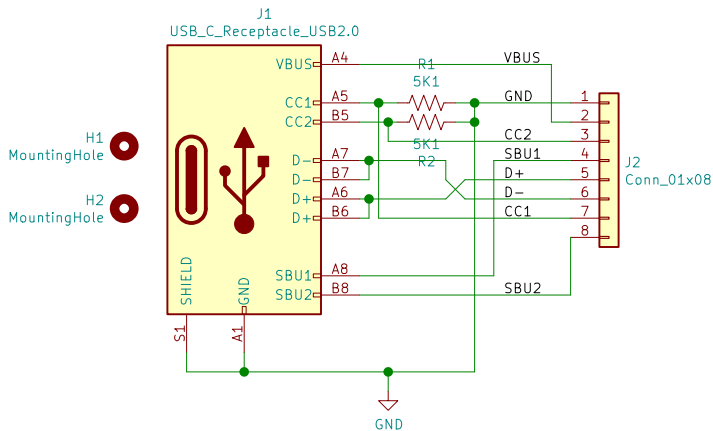 J1
USB_C_Receptacle_USB2.0
VBUS A4
CC1 A5
CC2 B5
D- A7
D- B7
D+ A6
D+ B6
SBU1 A8
SBU2 B8
SHIELD
GND
S1
A1
H1
MountingHole
H2
MountingHole
R1
5K1
5K1
R2
VBUS
GND
CC2
SBU1
D+
D-
CC1
SBU2
1
2
3
4
5
6
7
8
J2
Conn_01x08
GND